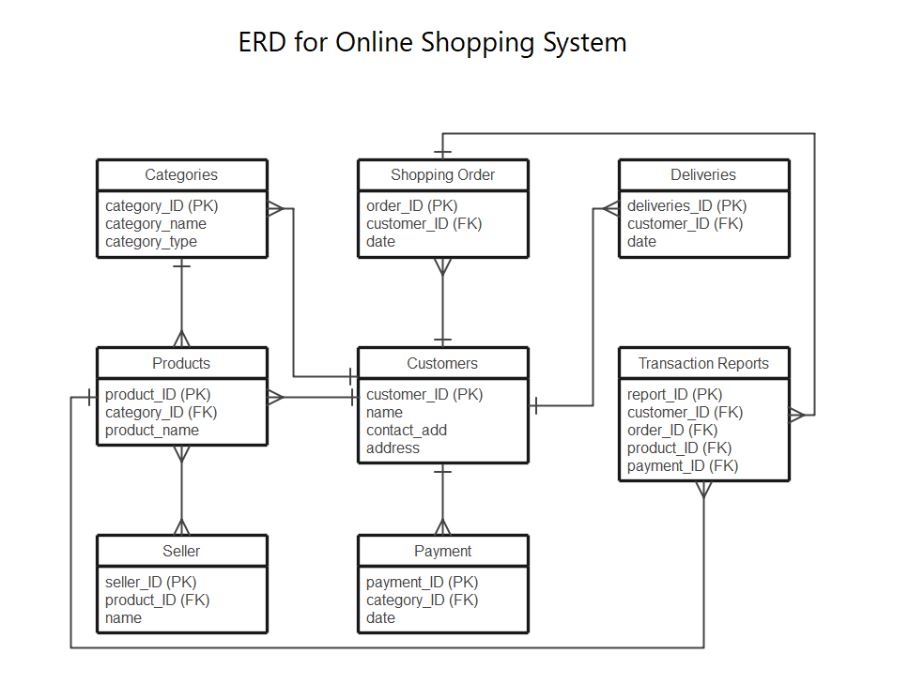 ERD for Online Shopping System
Categories
category_ID (PK)
category_name
category_type
Shopping Order
order_ID (PK)
customer_ID (FK)
date
Deliveries
deliveries_ID (PK)
customer_ID (FK)
date
Products
product_ID (PK)
category_ID (FK)
product_name
Customers
customer_ID (PK)
name
contact_add
address
Transaction Reports
report_ID (PK)
customer_ID (FK)
order_ID (FK)
product_ID (FK)
payment_ID (FK)
Seller
seller_ID (PK)
product_ID (FK)
name
Payment
payment_ID (PK)
category_ID (FK)
date